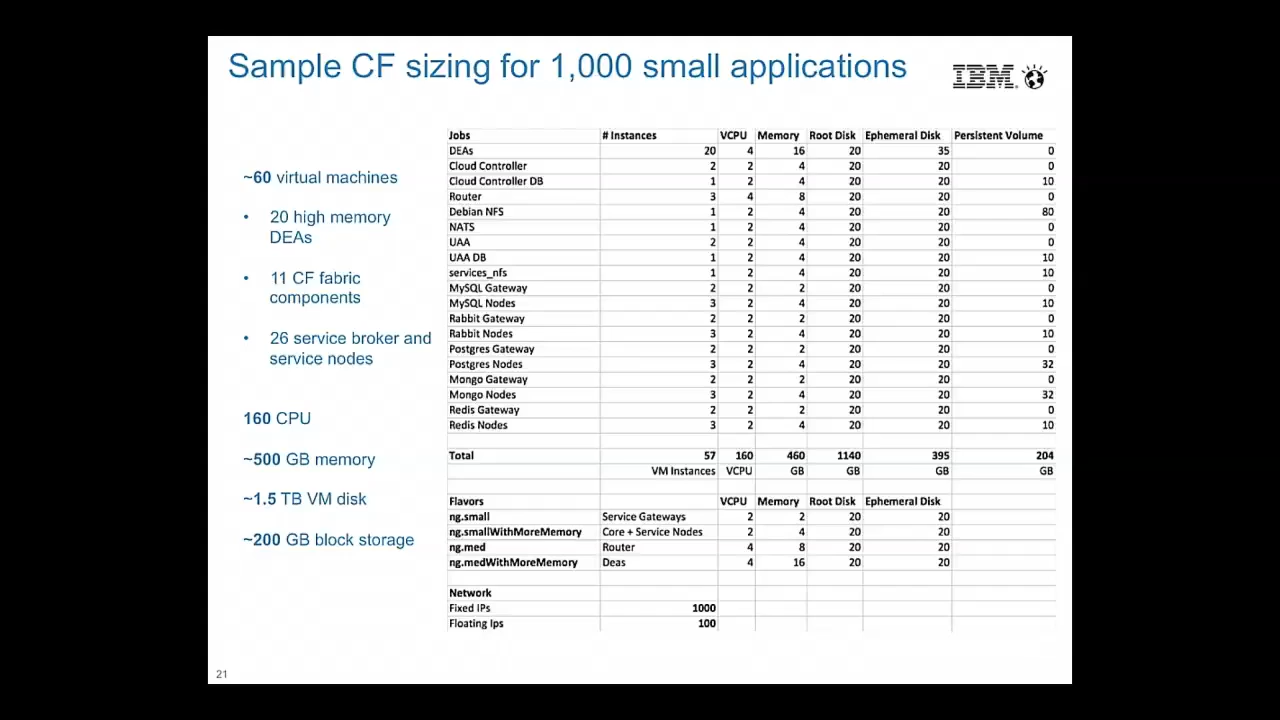 Sample CF sizing for 1,000 small applications
IBM
~60 virtual machines
• 20 high memory
DEAs
• 11 CF fabric
components
• 26 service broker and
service nodes
160 CPU
~500 GB memory
~1.5 TB VM disk
~200 GB block storage
Jobs # Instances VCPU Memory Root Disk Ephemeral Disk Persistent Volume
DEAs 20 4 16 20 35 0
Cloud Controller 2 2 4 20 20 0
Cloud Controller DB 1 2 4 20 20 10
Router 3 4 8 20 20 0
Debian NFS 1 2 4 20 20 80
NATS 1 2 4 20 20 0
UAA 2 2 4 20 20 0
UAA DB 1 2 4 20 20 10
services_nfs 1 2 4 20 20 10
MySQL Gateway 2 2 2 20 20 0
MySQL Nodes 3 2 4 20 20 10
Rabbit Gateway 2 2 2 20 20 0
Rabbit Nodes 3 2 4 20 20 10
Postgres Gateway 2 2 2 20 20 0
Postgres Nodes 3 2 4 20 20 32
Mongo Gateway 2 2 2 20 20 0
Mongo Nodes 3 2 4 20 20 32
Redis Gateway 2 2 2 20 20 0
Redis Nodes 3 2 4 20 20 10
Total 57 160 460 1140 395 204
VM Instances VCPU GB GB GB GB
Flavors VCPU Memory Root Disk Ephemeral Disk
ng.small Service Gateways 2 2 20 20
ng.smallWithMoreMemory Core + Service Nodes 2 4 20 20
ng.med Router 4 8 20 20
ng.medWithMoreMemory Deas 4 16 20 20
Network
Fixed IPs 1000
Floating Ips 100
21